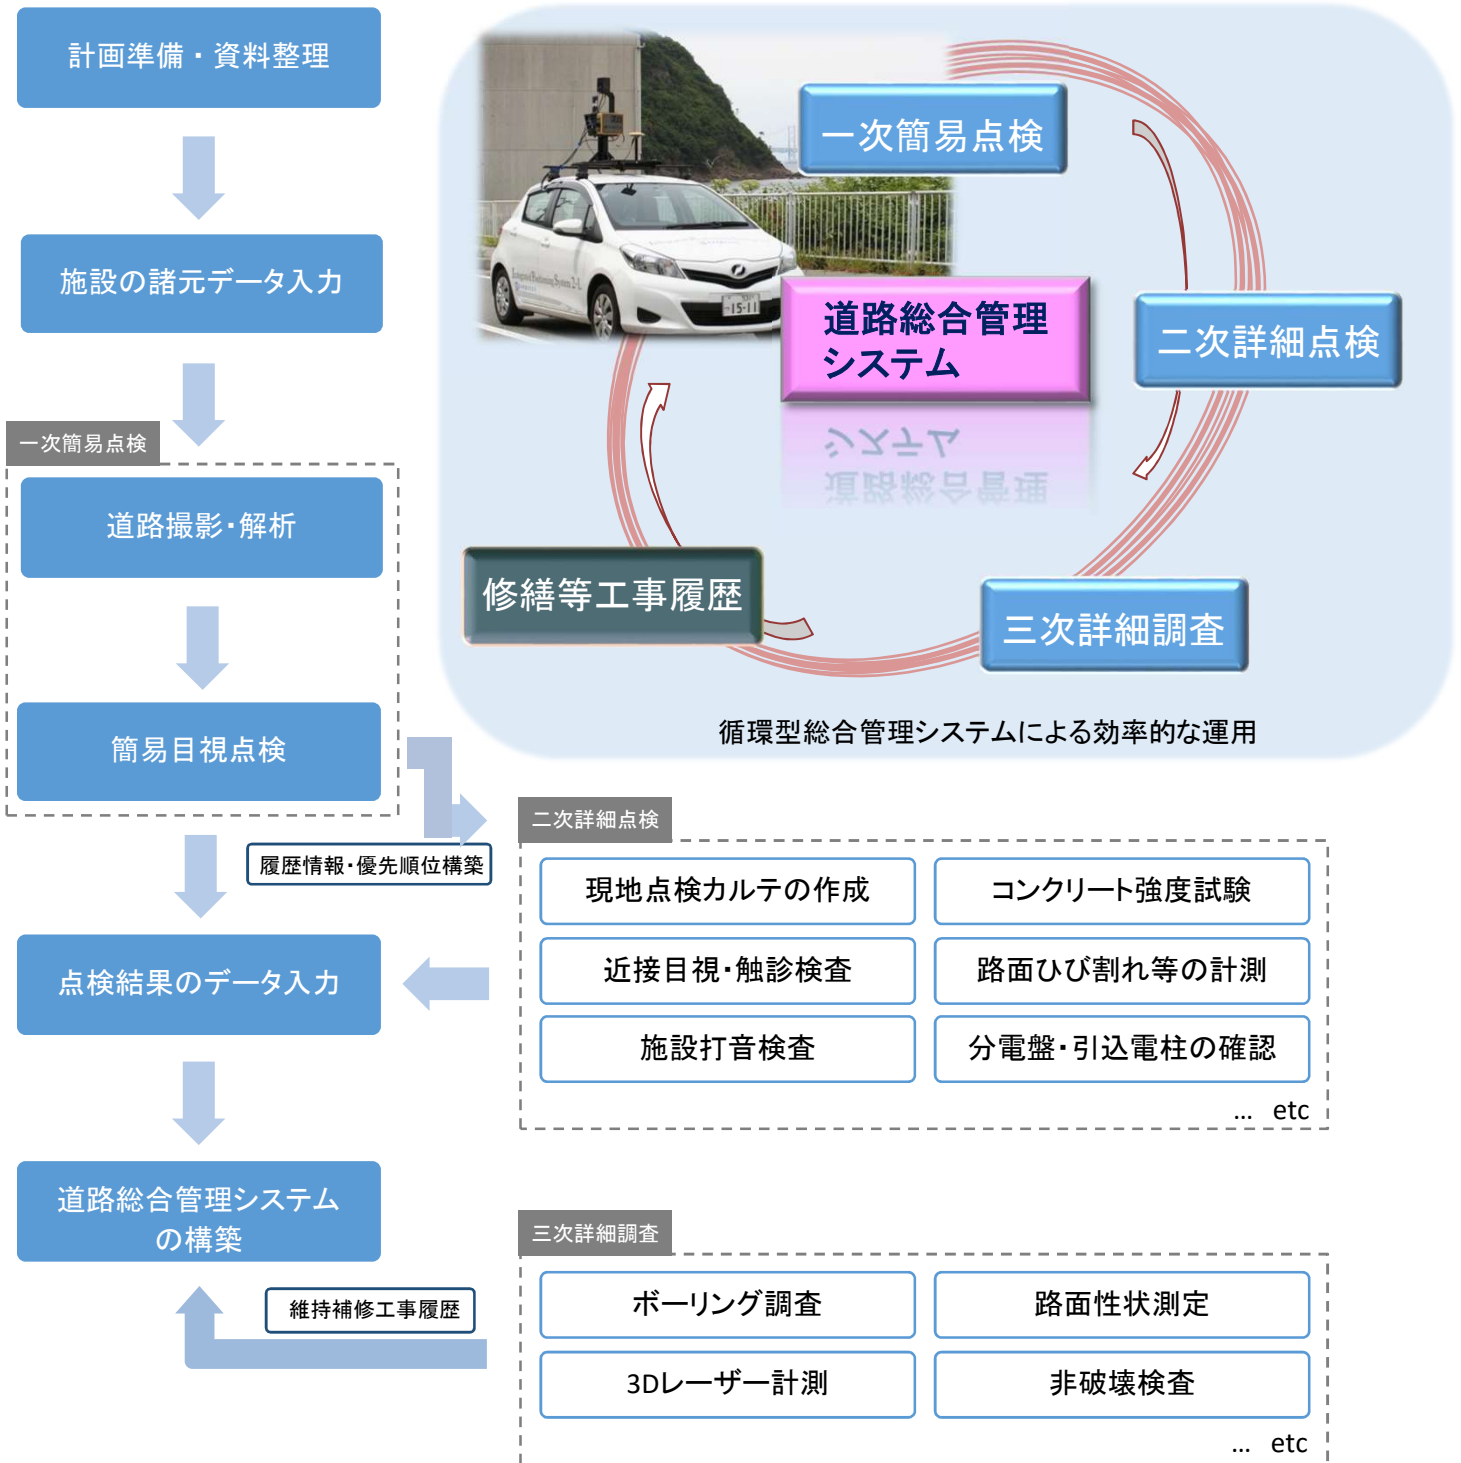 計画準備・資料整理
施設の諸元データ入力
一次簡易点検
道路撮影・解析
簡易目視点検
履歴情報・優先順位構築
点検結果のデータ入力
道路総合管理システム
の構築
維持補修工事履歴
一次簡易点検
Integrated Positioning System 2-L
15-11
道路総合管理
システム
二次詳細点検
修繕等工事履歴
三次詳細調査
循環型総合管理システムによる効率的な運用
二次詳細点検
現地点検カルテの作成
コンクリート強度試験
近接目視・触診検査
路面ひび割れ等の計測
施設打音検査
分電盤・引込電柱の確認
... etc
三次詳細調査
ボーリング調査
路面性状測定
3Dレーザー計測
非破壊検査
... etc